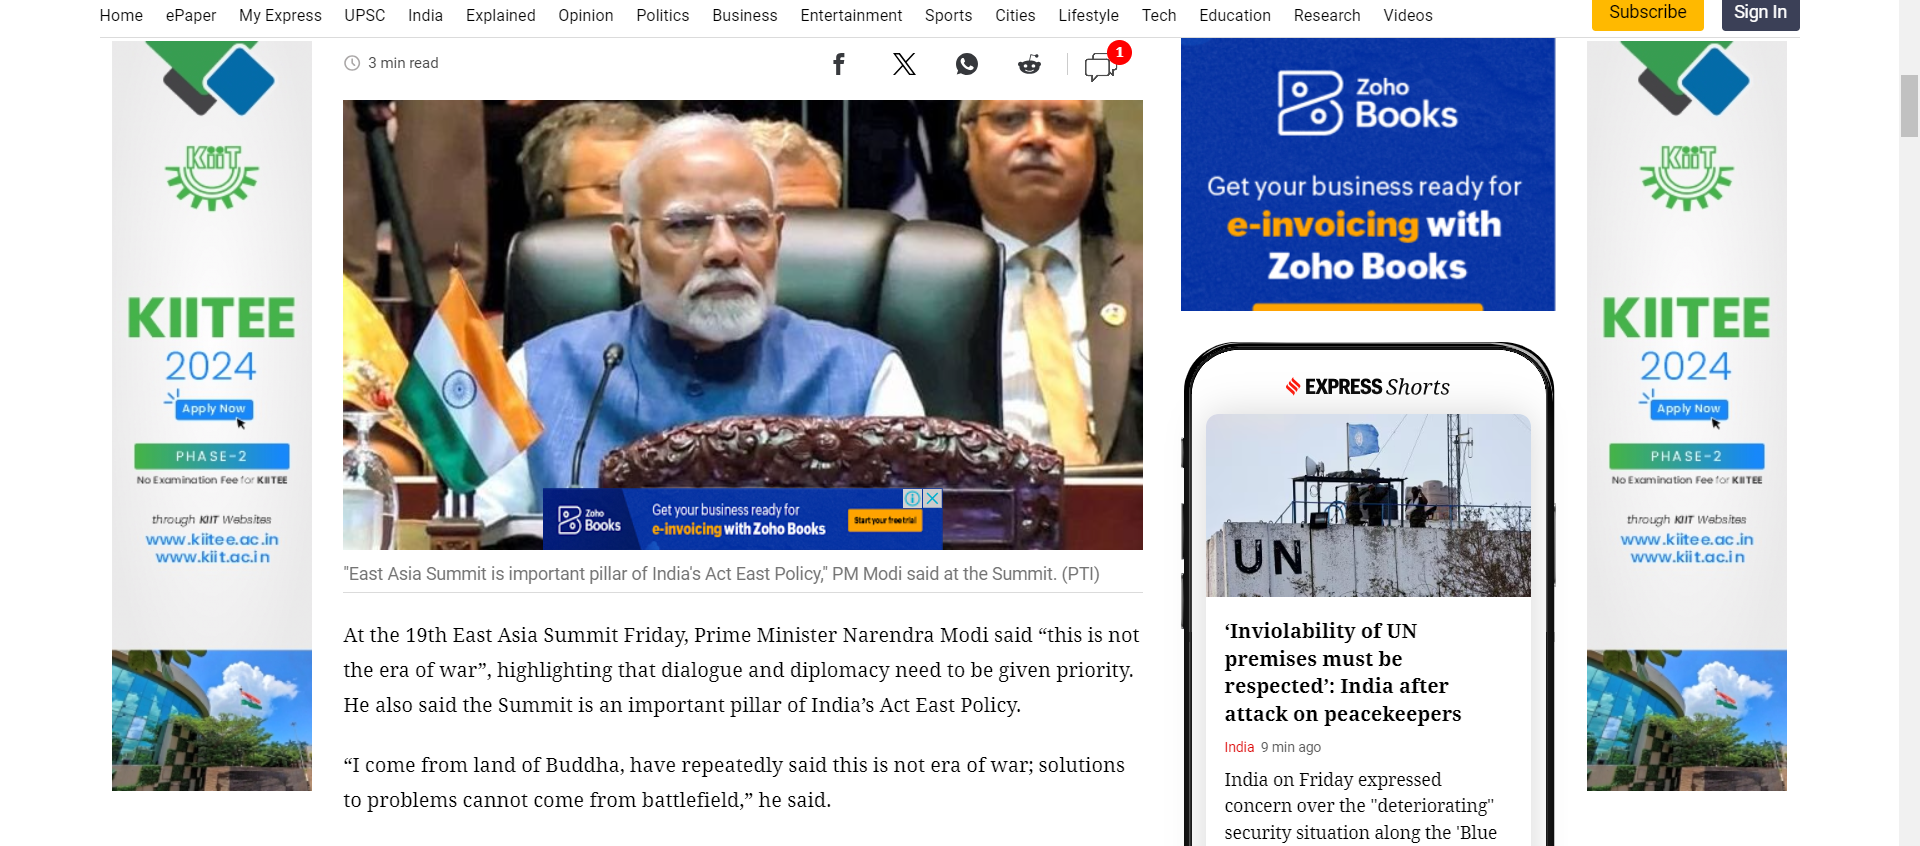 Home ePaper My Express UPSC India Explained Opinion Politics Business Entertainment Sports Cities Lifestyle Tech Education Research Videos Subscribe Sign In
3 min read
1
KiiT
KIITEE
2024
Apply Now
PHASE-2
No Examination Fee for KIITEE
through KIIT Websites
www.kiitee.ac.in
www.kiit.ac.in
Zoho
Books
Get your business ready for
e-invoicing with Zoho Books
Start your free trial
"East Asia Summit is important pillar of India's Act East Policy," PM Modi said at the Summit. (PTI)
At the 19th East Asia Summit Friday, Prime Minister Narendra Modi said “this is not
the era of war”, highlighting that dialogue and diplomacy need to be given priority.
He also said the Summit is an important pillar of India’s Act East Policy.
“I come from land of Buddha, have repeatedly said this is not era of war; solutions
to problems cannot come from battlefield,” he said.
Zoho
Books
Get your business ready for
e-invoicing with
Zoho Books
EXPRESS Shorts
UN
‘Inviolability of UN
premises must be
respected’: India after
attack on peacekeepers
India 9 min ago
India on Friday expressed
concern over the "deteriorating"
security situation along the 'Blue
KiiT
KIITEE
2024
Apply Now
PHASE-2
No Examination Fee for KIITEE
through KIIT Websites
www.kiitee.ac.in
www.kiit.ac.in